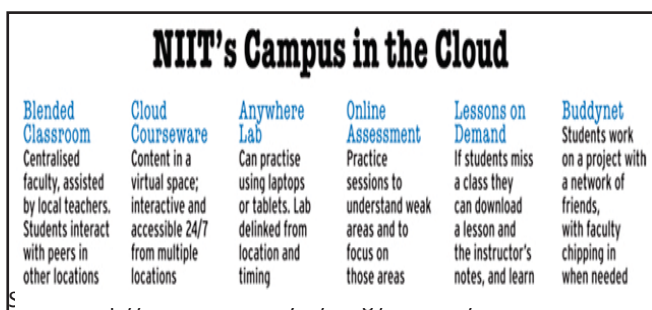 NIIT's Campus in the Cloud
Blended
Classroom
Centralised
faculty, assisted
by local teachers.
Students interact
with peers in
other locations
Cloud
Courseware
Content in a
virtual space;
interactive and
accessible 24/7
from multiple
locations
Anywhere
Lab
Can practise
using laptops
or tablets. Lab
delinked from
location and
timing
Online
Assessment
Practice
sessions to
understand weak
areas and to
focus on
those areas
Lessons on
Demand
If students miss
a class they
can download
a lesson and
the instructor's
notes, and learn
Buddynet
Students work
on a project with
a network of
friends,
with faculty
chipping in
when needed